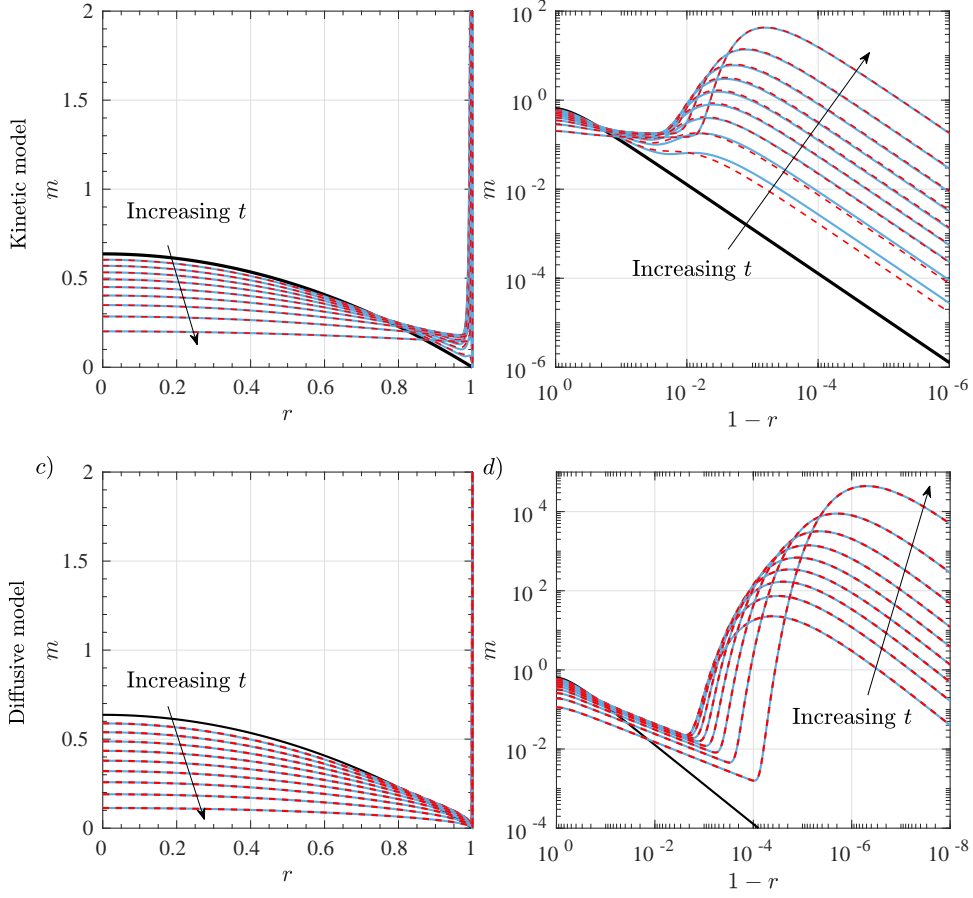 Kinetic model
m
2
1.5
1
0.5
0
Increasing t
0
0.2
0.4
0.6
0.8
1
r
m
10^2
10^0
10^-2
10^-4
10^-6
Increasing t
10^0
10^-2
10^-4
10^-6
1 − r
c)
Diffusive model
m
2
1.5
1
0.5
0
Increasing t
0
0.2
0.4
0.6
0.8
1
r
d)
m
10^4
10^2
10^0
10^-2
10^-4
Increasing t
10^0
10^-2
10^-4
10^-6
10^-8
1 − r